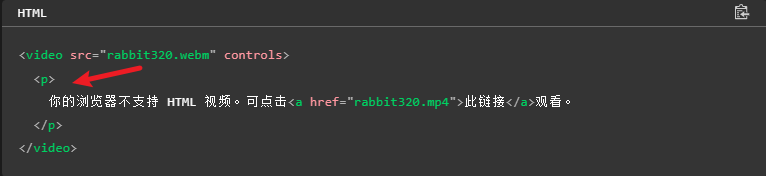 HTML
<video src="rabbit320.webm" controls>
<p>
你的浏览器不支持 HTML 视频。可点击<a href="rabbit320.mp4">此链接</a>观看。
</p>
</video>